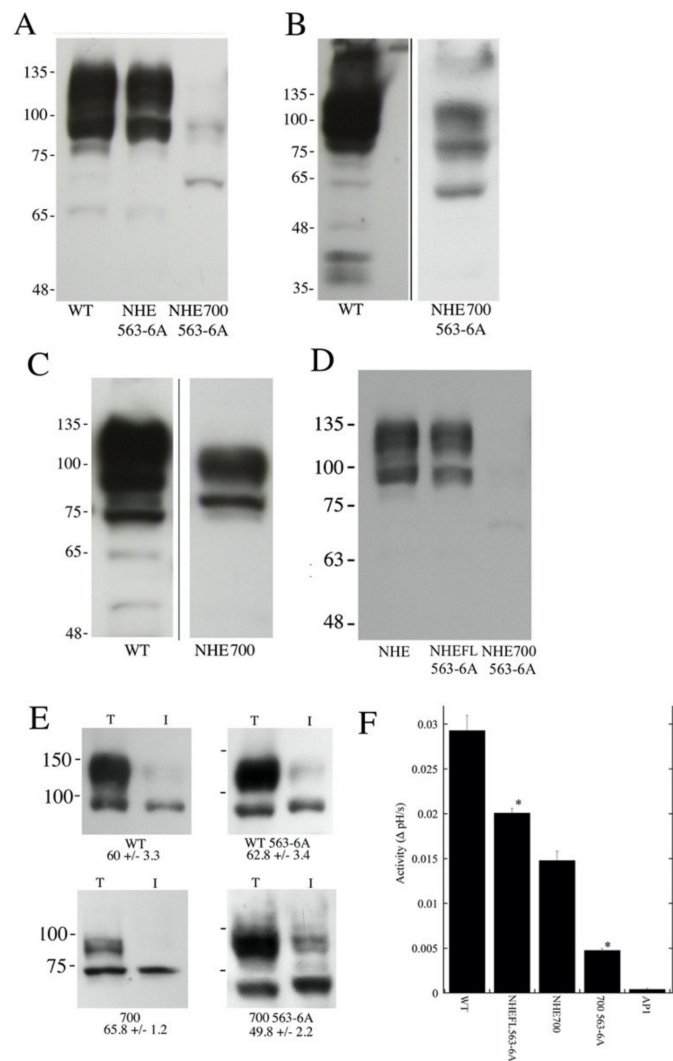 A
135-
100-
75-
65-
48-
WT NHE NHE700
563-6A 563-6A
B
135-
100-
75-
65-
48-
35-
WT NHE700
563-6A
C
135-
100-
75-
65-
48-
WT NHE700
D
135-
100-
75-
63-
48-
NHE NHEFL NHE700
563-6A 563-6A
E
T I
150-
100-
WT
60 +/- 3.3
T I
WT 563-6A
62.8 +/- 3.4
T I
100-
75-
700
65.8 +/- 1.2
T I
700 563-6A
49.8 +/- 2.2
F
Activity (Δ pH/s)
0.03
0.025
0.02
0.015
0.01
0.005
0
*
*
WT
NHEFL563-6A
NHE700
700 563-6A
AP1